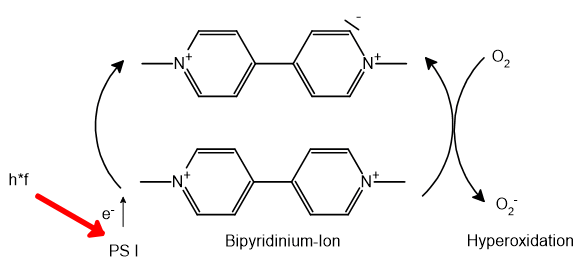 -
N+ N+ O₂
h*f N+ N+
e- O₂-
PS I Bipyridinium-Ion Hyperoxidation